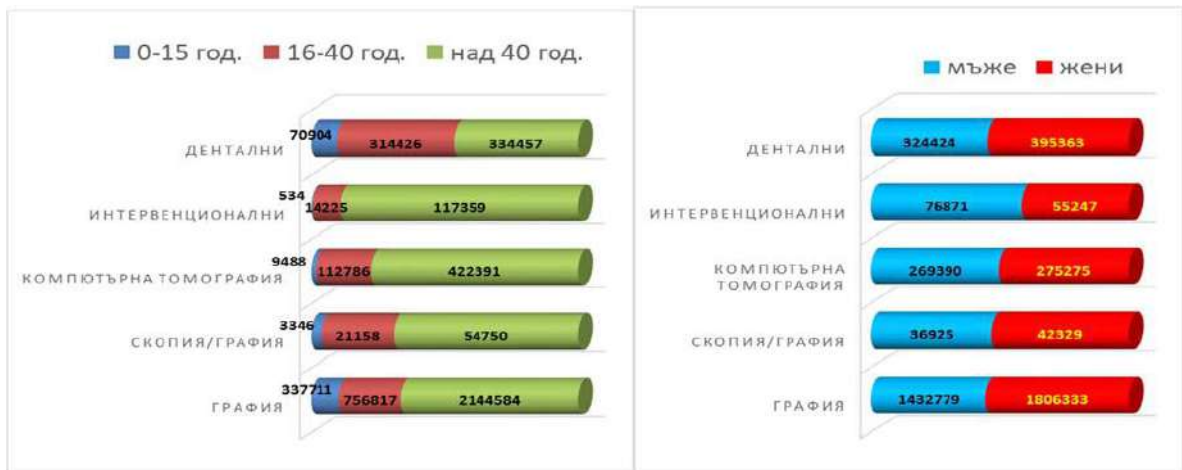 0-15 год. 16-40 год. над 40 год.
70904 314426 334457
ДЕНТАЛНИ
534 14225 117359
ИНТЕРВЕНЦИОНАЛНИ
9488 112786 422391
КОМПЮТЪРНА ТОМОГРАФИЯ
3346 21158 54750
СКОПИЯ/ГРАФИЯ
337711 756817 2144584
ГРАФИЯ
мъже жени
324424 395363
ДЕНТАЛНИ
76871 55247
ИНТЕРВЕНЦИОНАЛНИ
269390 275275
КОМПЮТЪРНА
ТОМОГРАФИЯ
36925 42329
СКОПИЯ/ГРАФИЯ
1432779 1806333
ГРАФИЯ